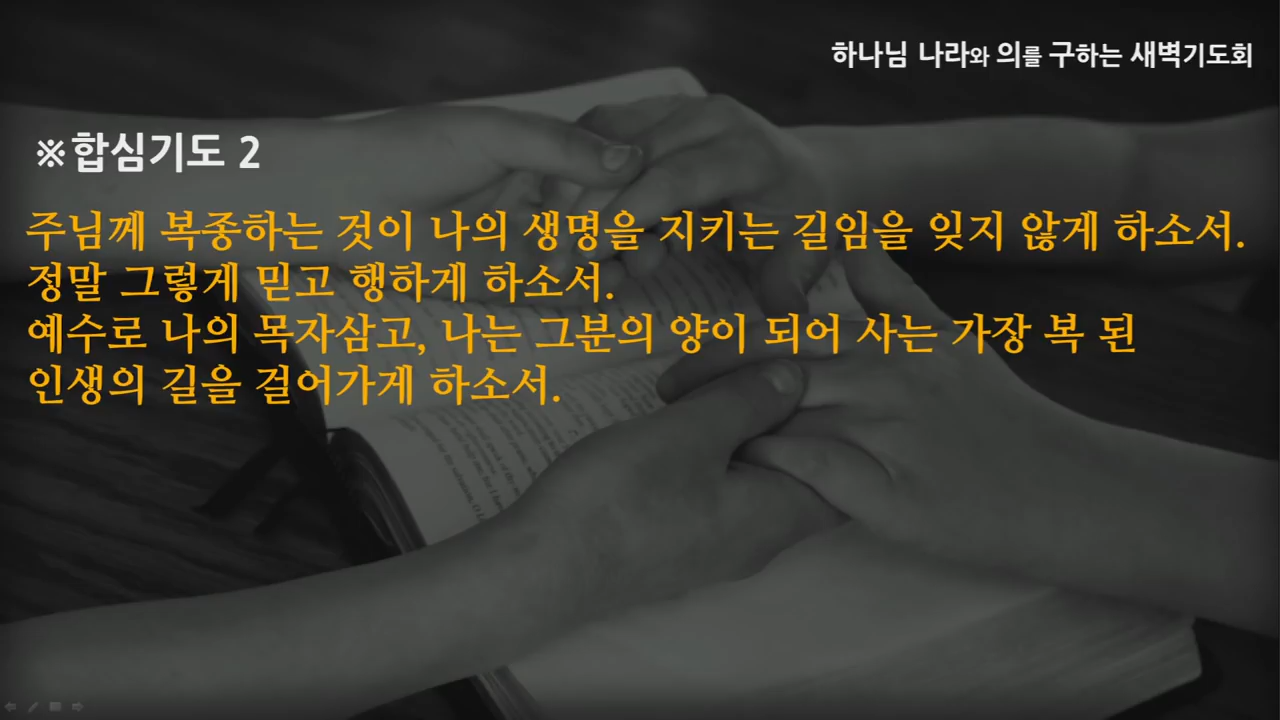 하나님 나라와 의를 구하는 새벽기도회
※합심기도 2
주님께 복종하는 것이 나의 생명을 지키는 길임을 잊지 않게 하소서.
정말 그렇게 믿고 행하게 하소서.
예수로 나의 목자삼고, 나는 그분의 양이 되어 사는 가장 복 된
인생의 길을 걸어가게 하소서.